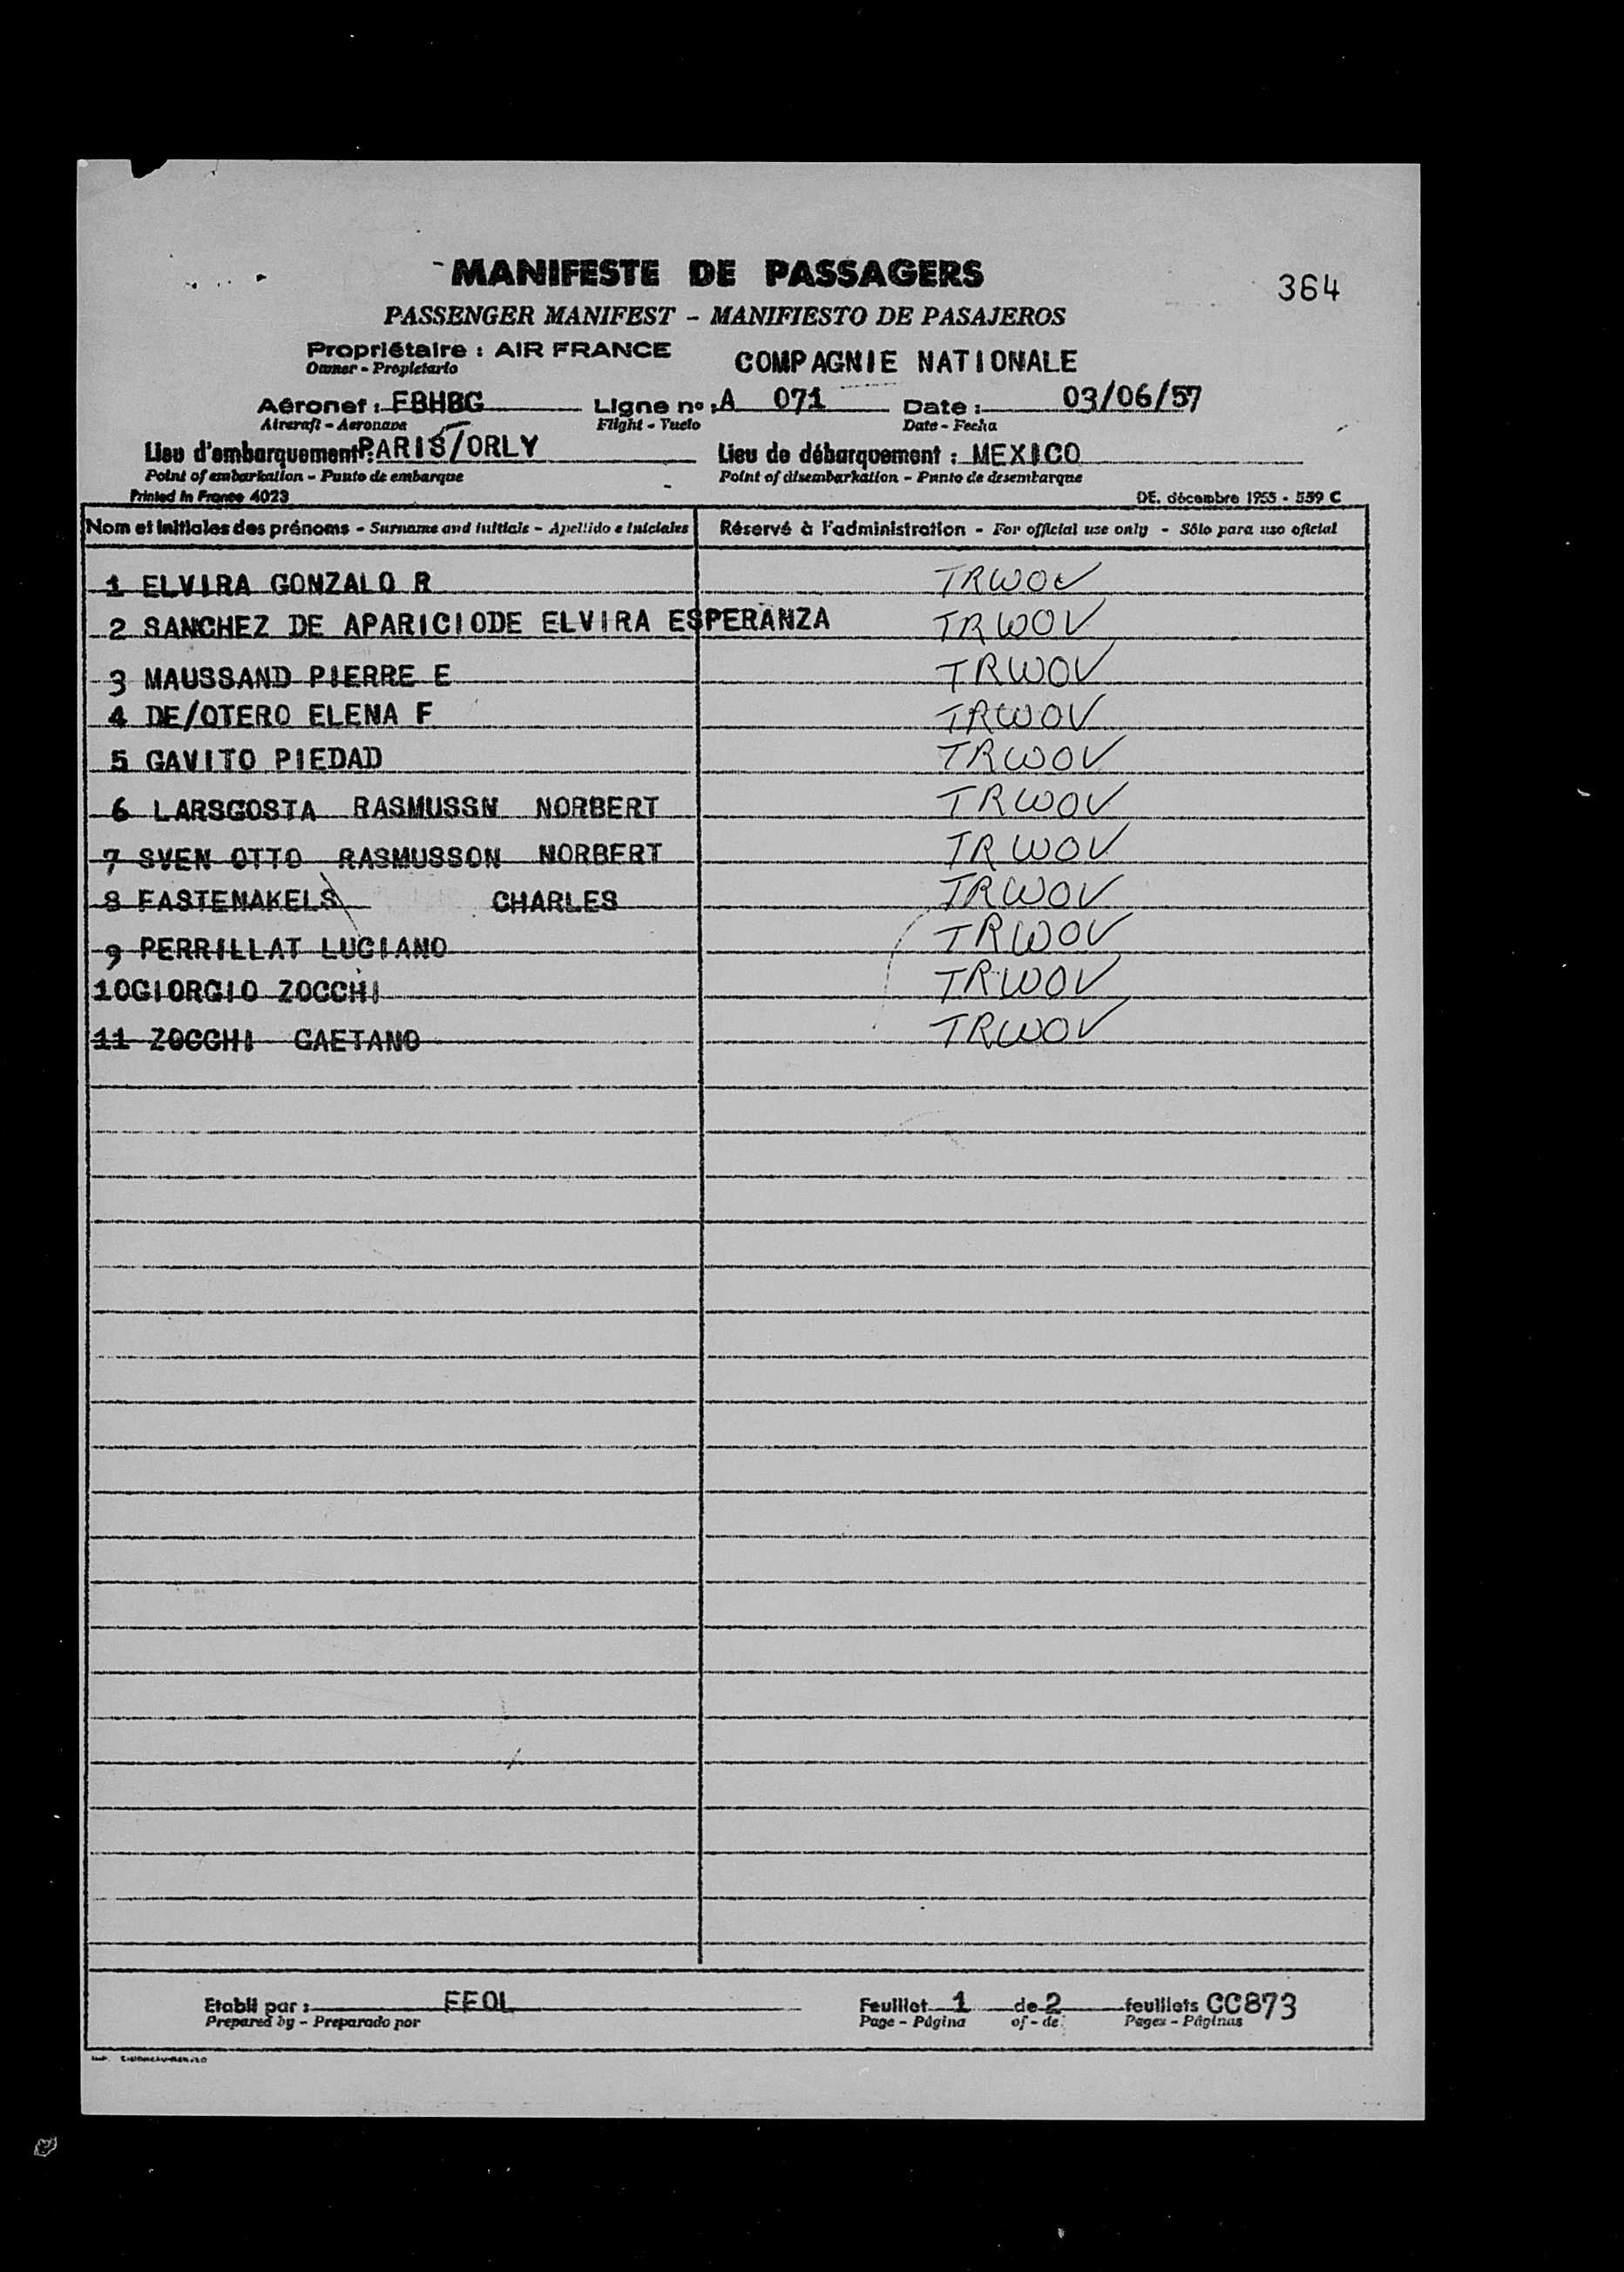 MANIFESTE DE PASSAGERS
364
PASSENGER MANIFEST - MANIFIESTO DE PASAJEROS
Propriétaire : AIR FRANCE COMPAGNIE NATIONALE
Owner - Propietario
Aéronef : FBHBG Ligne nº : A 071 Date : 03/06/57
Aircraft - Aeronave Flight - Vuelo Date - Fecha
Lieu d'embarquement : PARIS/ORLY Lieu de débarquement : MEXICO
Point of embarkation - Punto de embarque Point of disembarkation - Punto de desembarque
Printed in France 4023 DE. décembre 1955 - 559 C
Nom et initiales des prénoms - Surname and initials - Apellido e iniciales Réservé à l'administration - For official use only - Sólo para uso oficial
1 ELVIRA GONZALO R TRWOV
2 SANCHEZ DE APARICIODE ELVIRA ESPERANZA TRWOV
3 MAUSSAND PIERRE E TRWOV
4 DE/OTERO ELENA F TRWOV
5 GAVITO PIEDAD TRWOV
6 LARSGOSTA RASMUSSN NORBERT TRWOV
7 SVEN OTTO RASMUSSON NORBERT TRWOV
8 FASTENAKELS CHARLES TRWOV
9 PERRILLAT LUCIANO TRWOV
10GIORGIO ZOCCHI TRWOV
11 ZOCCHI GAETANO TRWOV
Etabli par : FFOL Feuillet 1 de 2 feuillets CC873
Prepared by - Preparado por Page - Página of - de Pages - Páginas